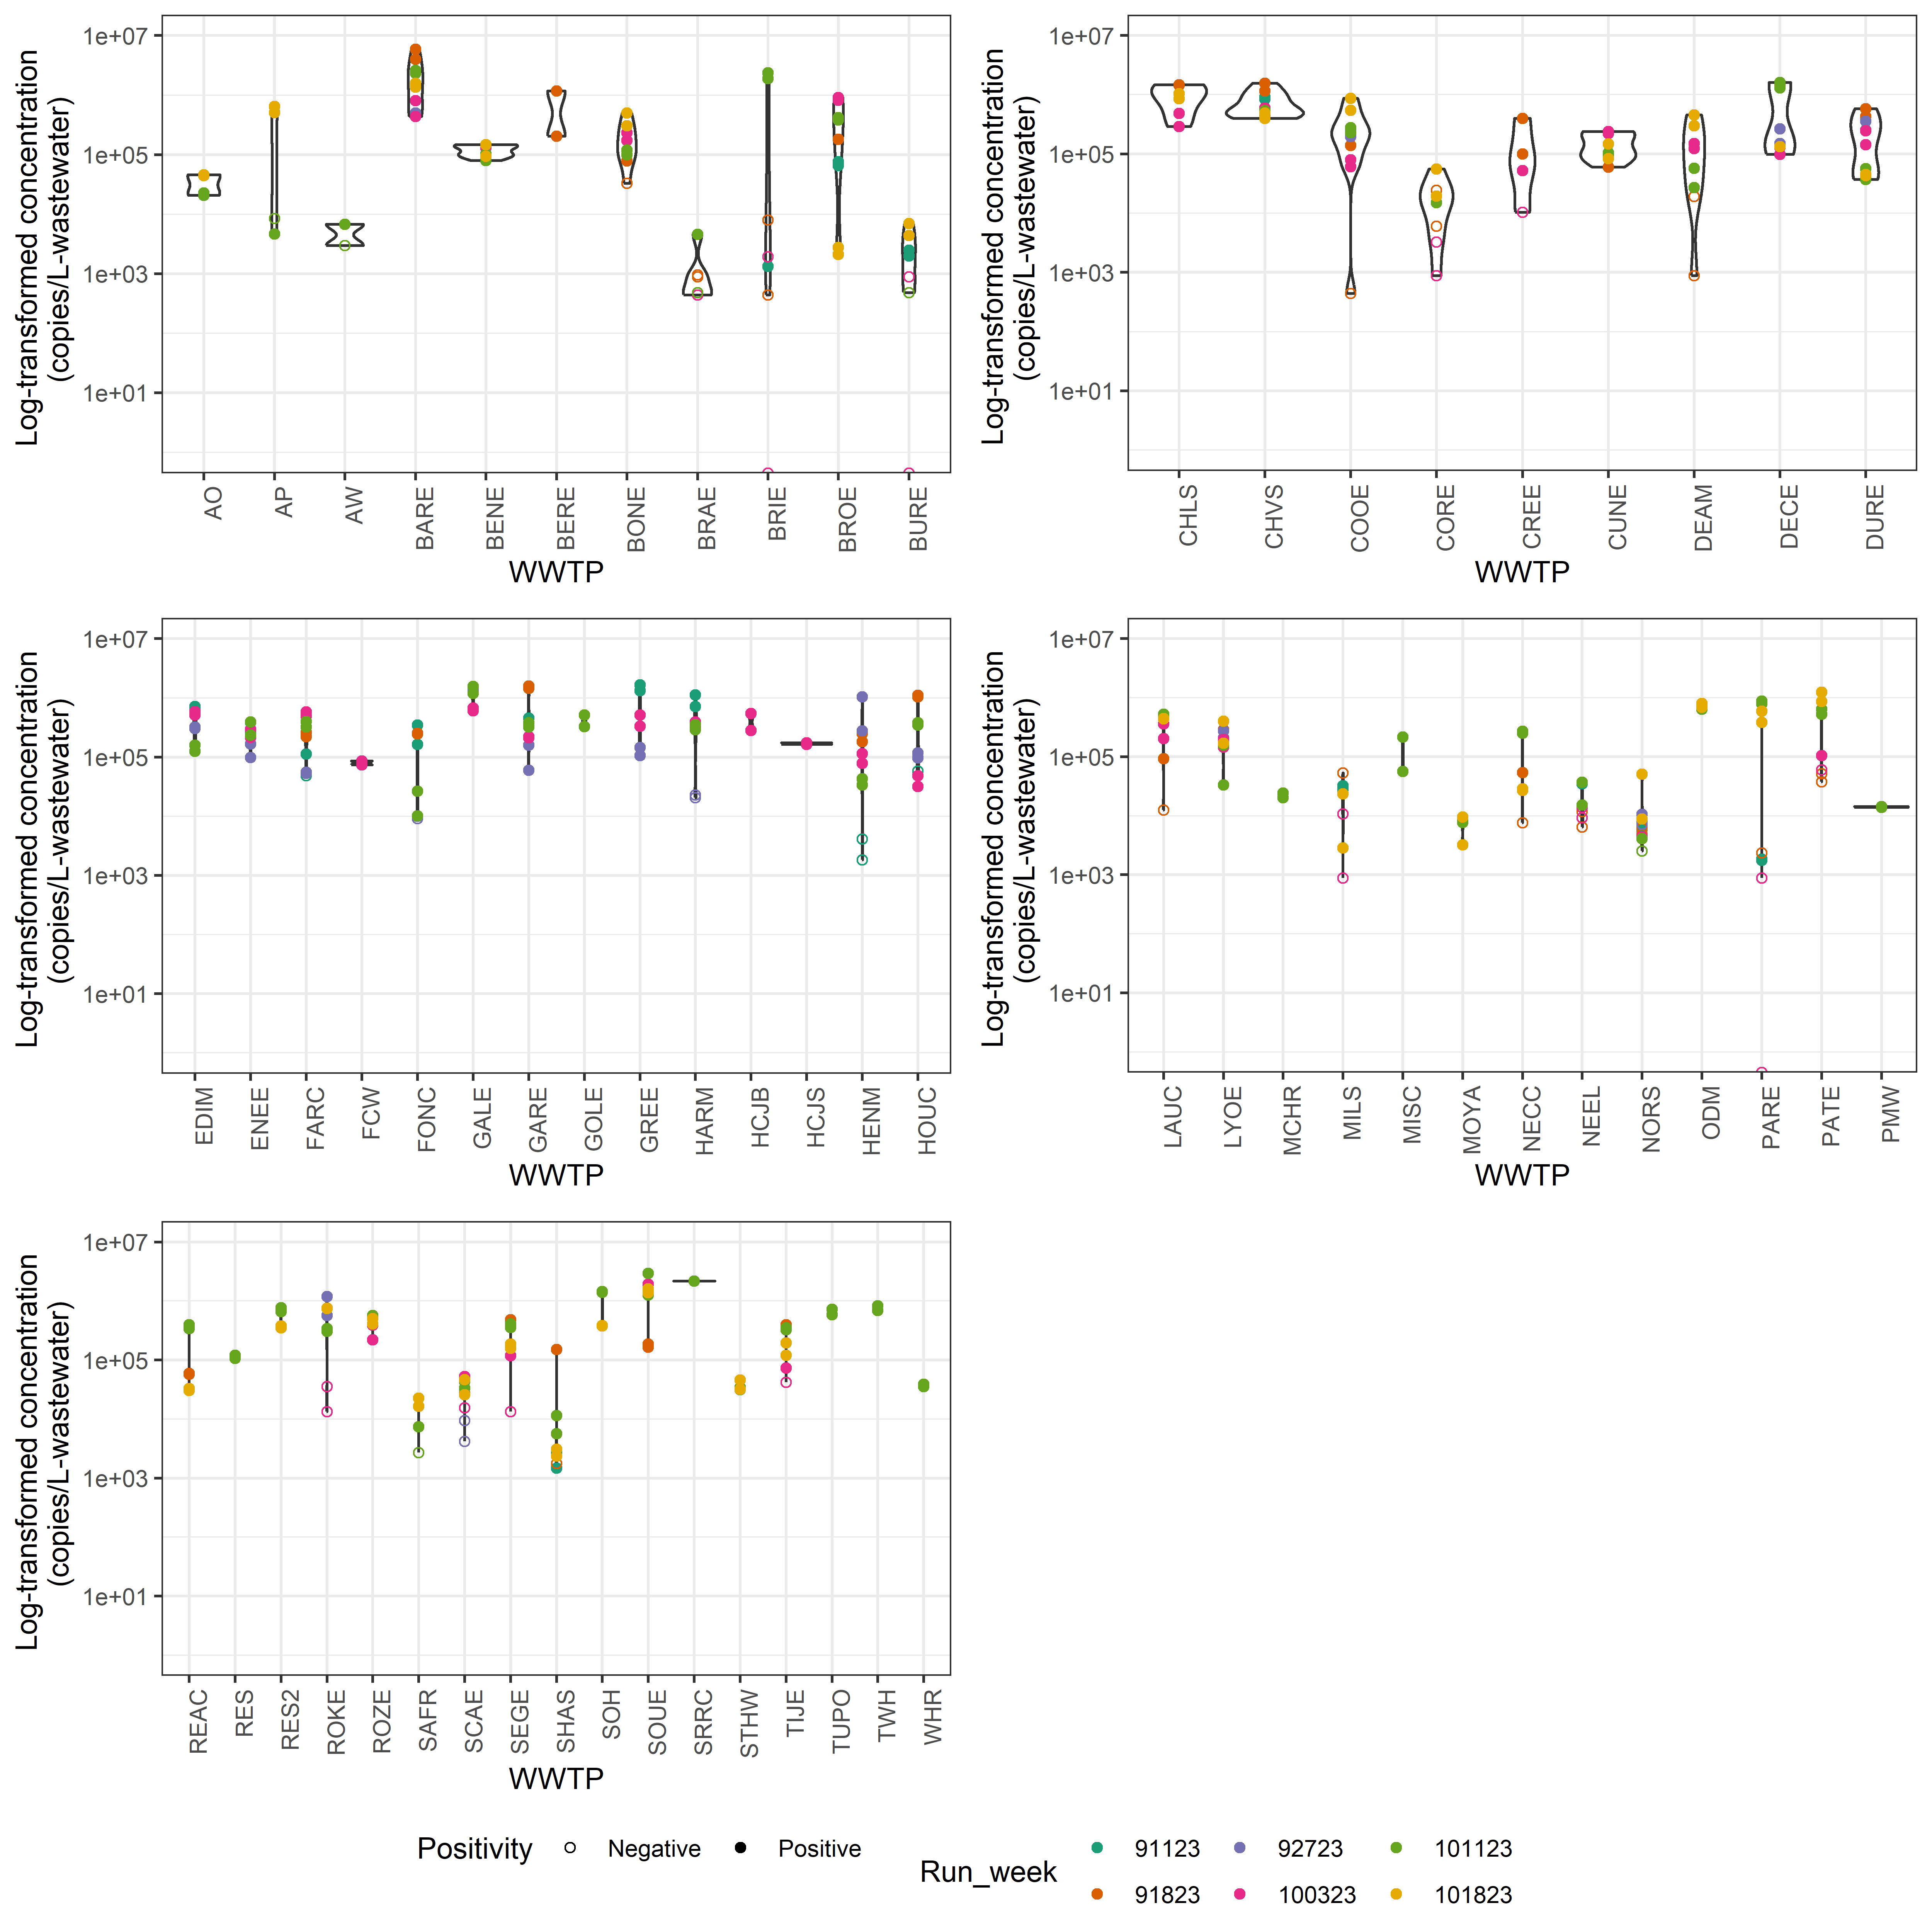 Log-transformed concentration
(copies/L-wastewater)
1e+07
1e+05
1e+03
1e+01
AO AP AW BARE BENE BERE BONE BRAE BRIE BROE BURE
WWTP
Log-transformed concentration
(copies/L-wastewater)
1e+07
1e+05
1e+03
1e+01
CHLS CHVS COOE CORE CREE CUNE DEAM DECE DURE
WWTP
Log-transformed concentration
(copies/L-wastewater)
1e+07
1e+05
1e+03
1e+01
EDIM ENEE FARC FCW FONC GALE GARE GOLE GREE HARM HCJB HCJS HENM HOUC
WWTP
Log-transformed concentration
(copies/L-wastewater)
1e+07
1e+05
1e+03
1e+01
LAUC LYOE MCHR MILS MISC MOYA NECC NEEL NORS ODM PARE PATE PMW
WWTP
Log-transformed concentration
(copies/L-wastewater)
1e+07
1e+05
1e+03
1e+01
REAC RES RES2 ROKE ROZE SAFR SCAE SEGE SHAS SOH SOUE SRRC STHW TIJE TUPO TWH WHR
WWTP
Positivity Negative Positive
Run_week
91123 92723 101123
91823 100323 101823